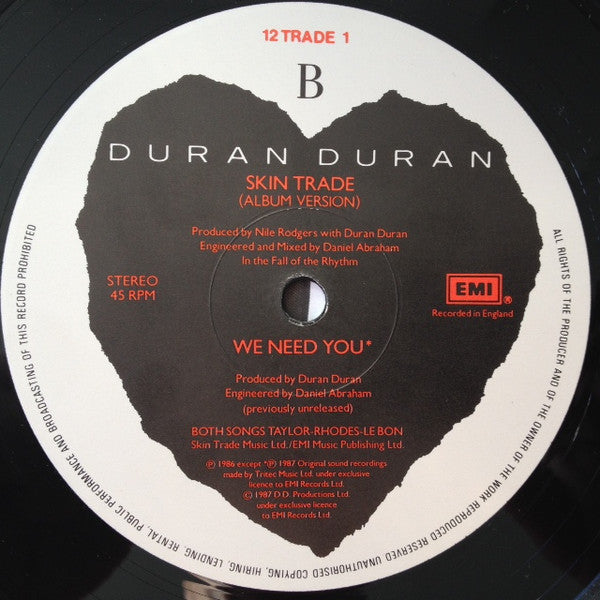 12 TRADE 1
B
DURAN DURAN
SKIN TRADE
(ALBUM VERSION)
Produced by Nile Rodgers with Duran Duran
Engineered and Mixed by Daniel Abraham
In the Fall of the Rhythm
STEREO
45 RPM
EMI®
Recorded in England
WE NEED YOU*
Produced by Duran Duran
Engineered by Daniel Abraham
(previously unreleased)
BOTH SONGS TAYLOR-RHODES-LE BON
Skin Trade Music Ltd./EMI Music Publishing Ltd.
℗ 1986 except *℗ 1987 Original sound recordings
made by Tritec Music Ltd. under exclusive
licence to EMI Records Ltd.
© 1987 D.D. Productions Ltd.
under exclusive licence
to EMI Records Ltd.
ALL RIGHTS OF THE PRODUCER AND OF THE OWNER OF THE WORK REPRODUCED RESERVED. UNAUTHORISED COPYING, HIRING, LENDING, RENTAL, PUBLIC PERFORMANCE AND BROADCASTING OF THIS RECORD PROHIBITED